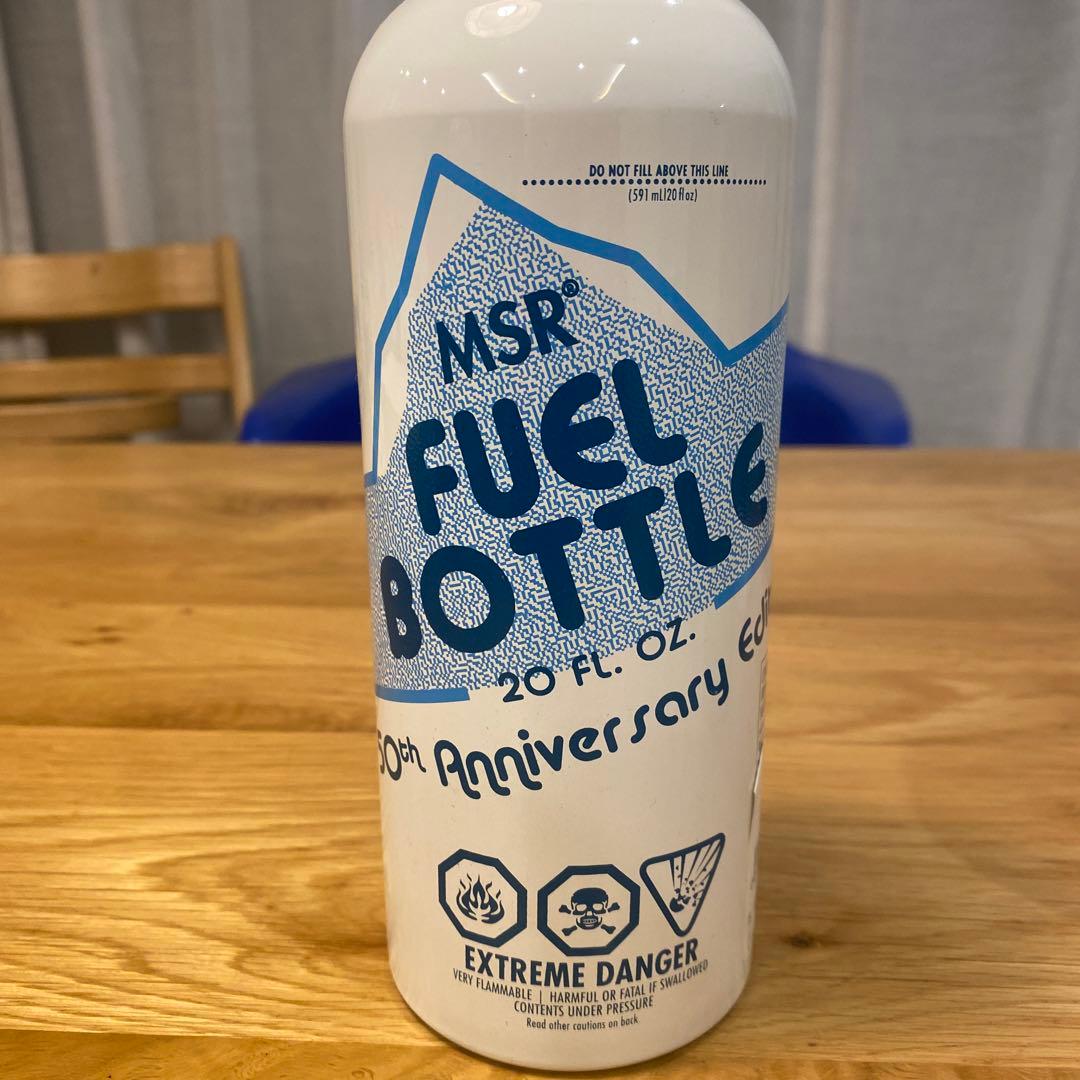 DO NOT FILL ABOVE THIS LINE
(591 mL|20 fl oz)
MSR®
FUEL
BOTTLE
20 FL. OZ.
50th Anniversary
EXTREME DANGER
VERY FLAMMABLE | HARMFUL OR FATAL IF SWALLOWED
CONTENTS UNDER PRESSURE
Read other cautions on back.